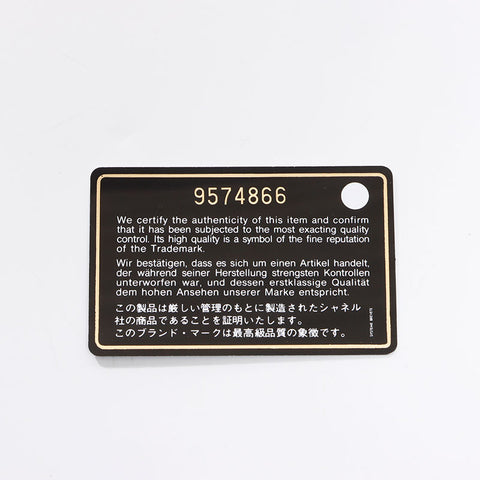 9574866
We certify the authenticity of this item and confirm
that it has been subjected to the most exacting quality
control. Its high quality is a symbol of the fine reputation
of the Trademark.
Wir bestätigen, dass es sich um einen Artikel handelt,
der während seiner Herstellung strengsten Kontrollen
unterworfen war, und dessen erstklassige Qualität
dem hohen Ansehen unserer Marke entspricht.
この製品は厳しい管理のもとに製造されたシャネル
社の商品であることを証明いたします。
このブランド・マークは最高級品質の象徴です。